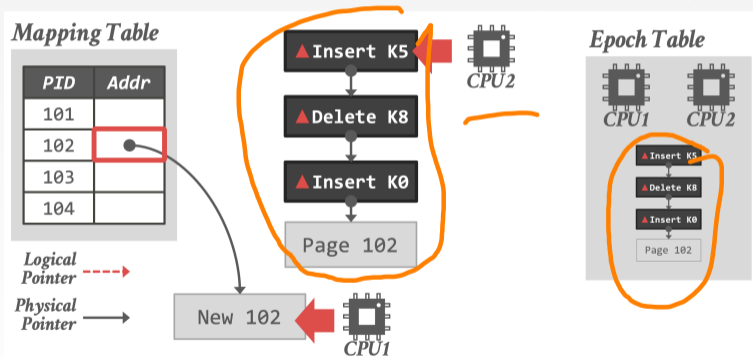 Mapping Table
PID Addr
101
102
103
104
Logical
Pointer
Physical
Pointer
▲Insert K5
▲Delete K8
▲Insert K0
Page 102
CPU2
New 102
CPU1
Epoch Table
CPU1 CPU2
▲Insert K5
▲Delete K8
▲Insert K0
Page 102